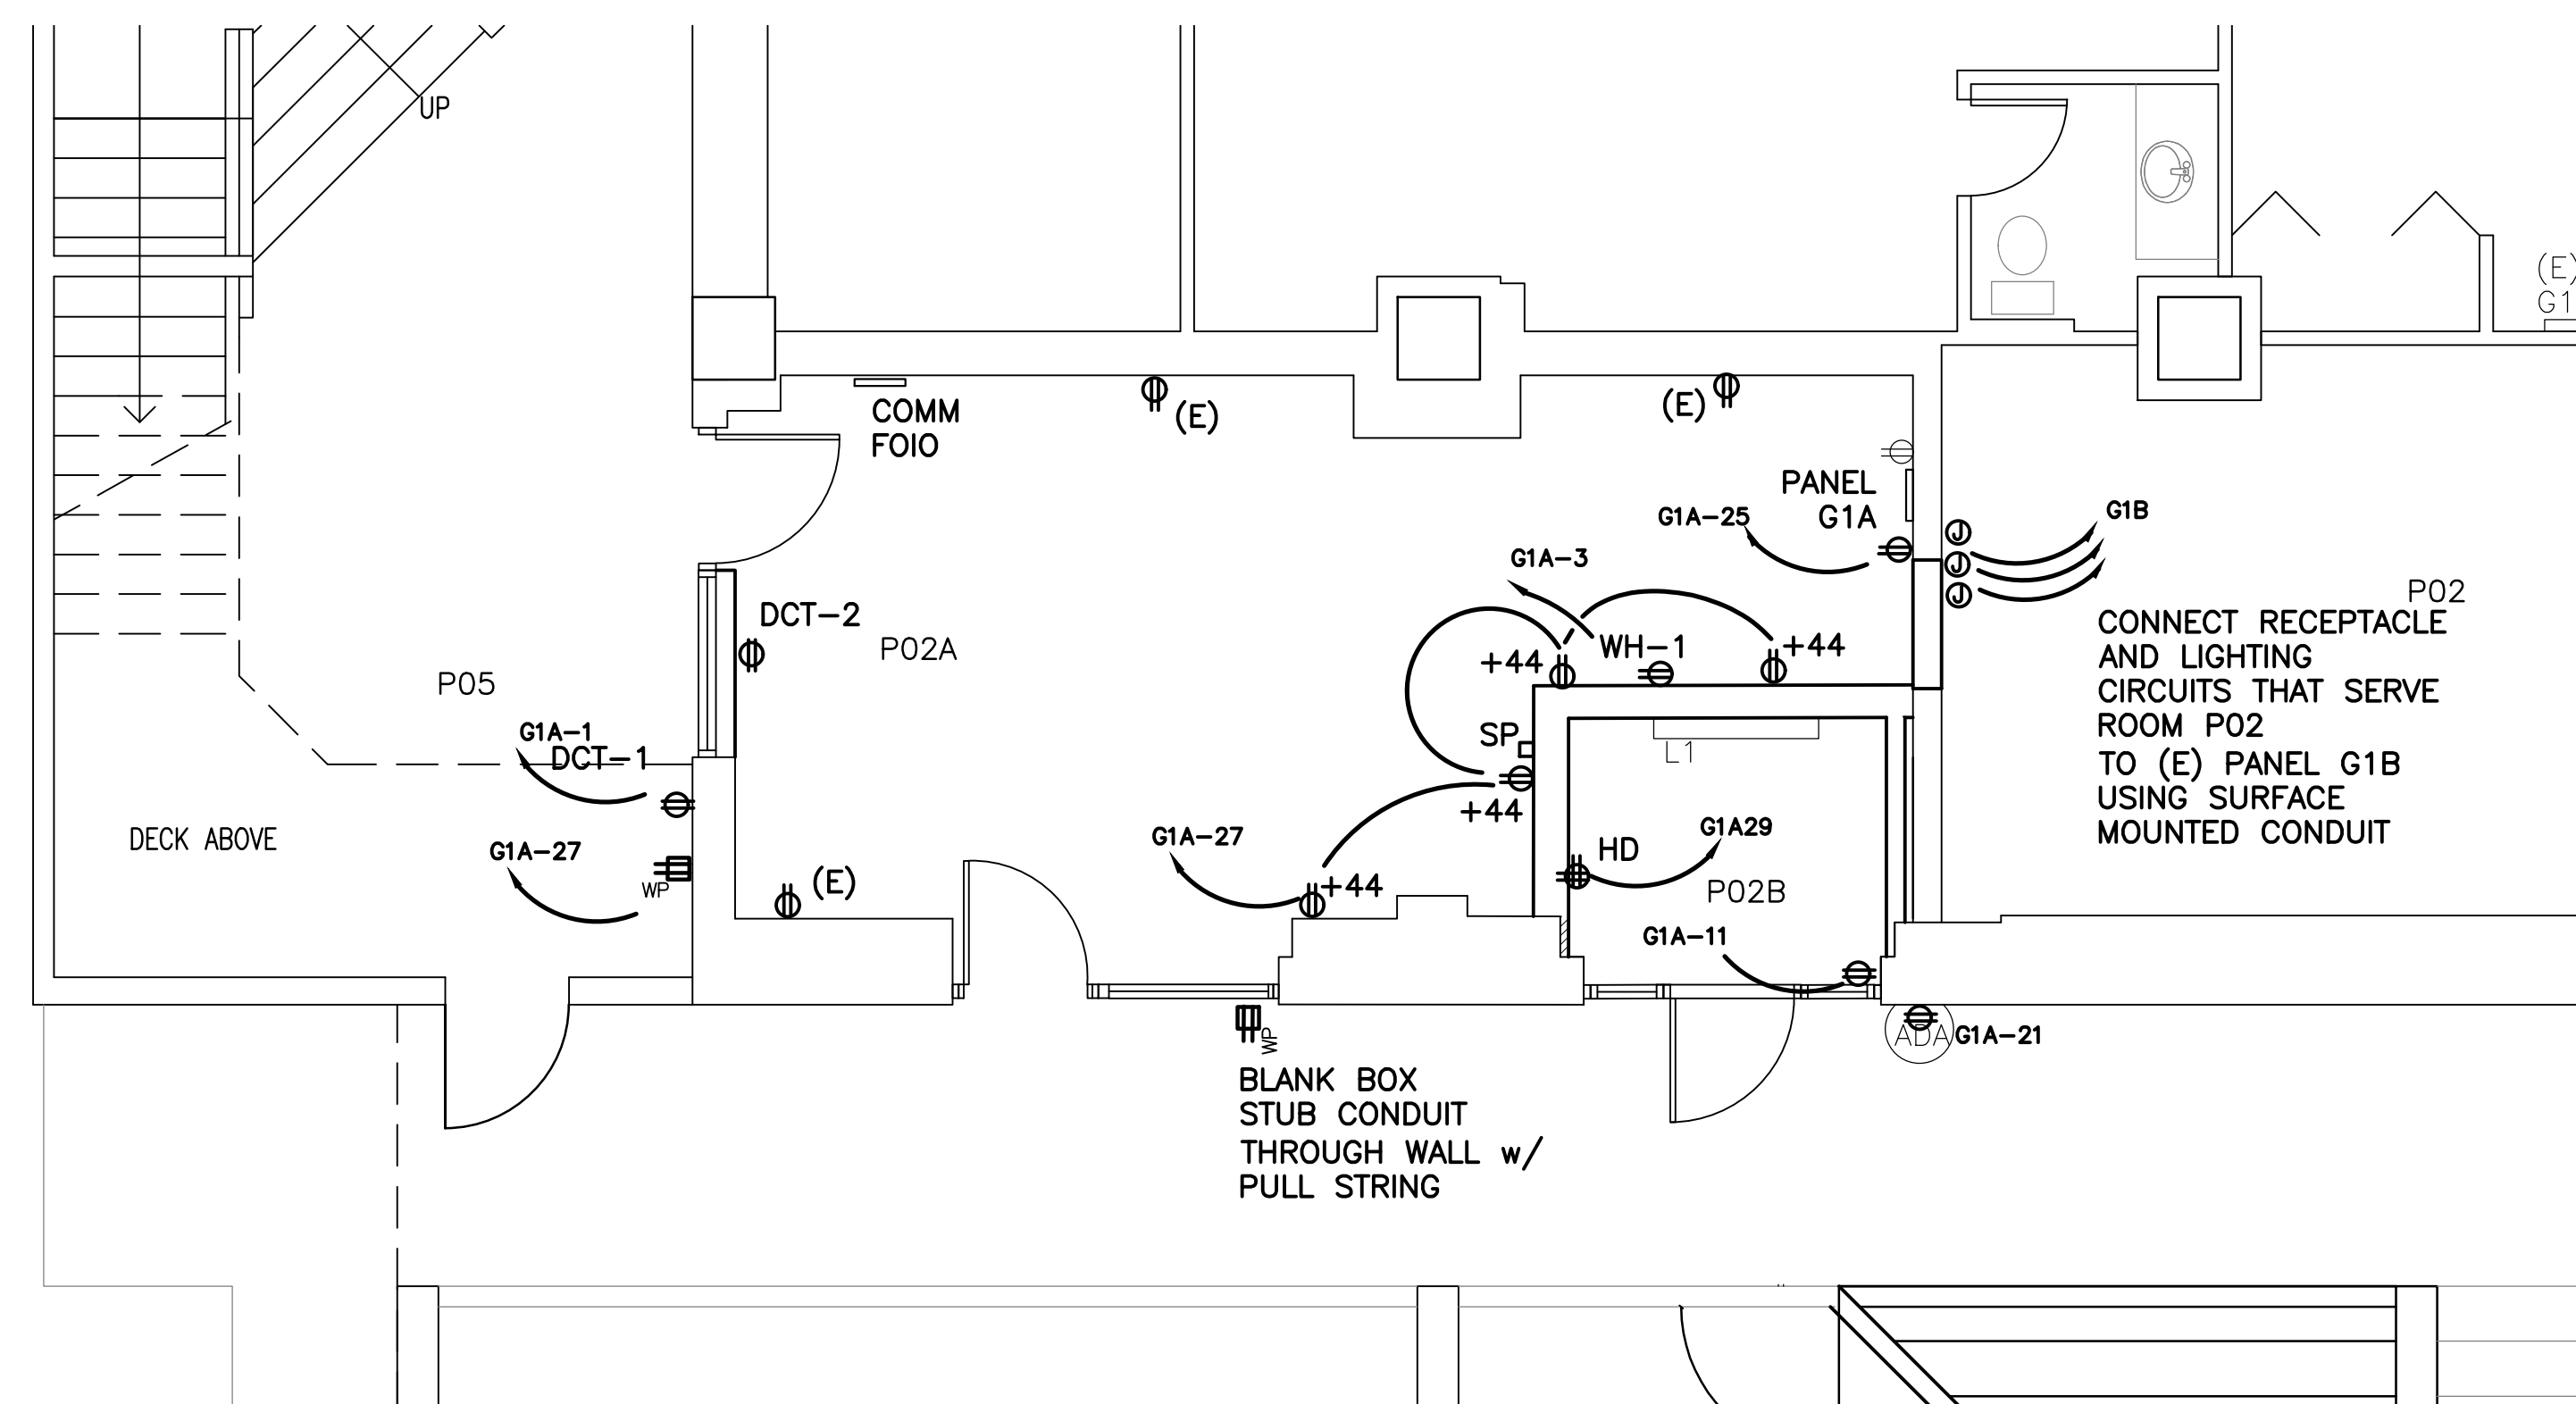 UP
(E)
G1
COMM
FOIO
(E)
(E)
PANEL
G1A
G1A-25
J
J
J
G1B
G1A-3
P02
DCT-2
P02A
+44
WH-1
+44
CONNECT RECEPTACLE
AND LIGHTING
CIRCUITS THAT SERVE
ROOM P02
TO (E) PANEL G1B
USING SURFACE
MOUNTED CONDUIT
P05
G1A-1
DCT-1
SP
L1
+44
DECK ABOVE
G1A-27
WP
(E)
G1A-27
+44
HD
G1A29
P02B
G1A-11
ADA
G1A-21
WP
BLANK BOX
STUB CONDUIT
THROUGH WALL w/
PULL STRING